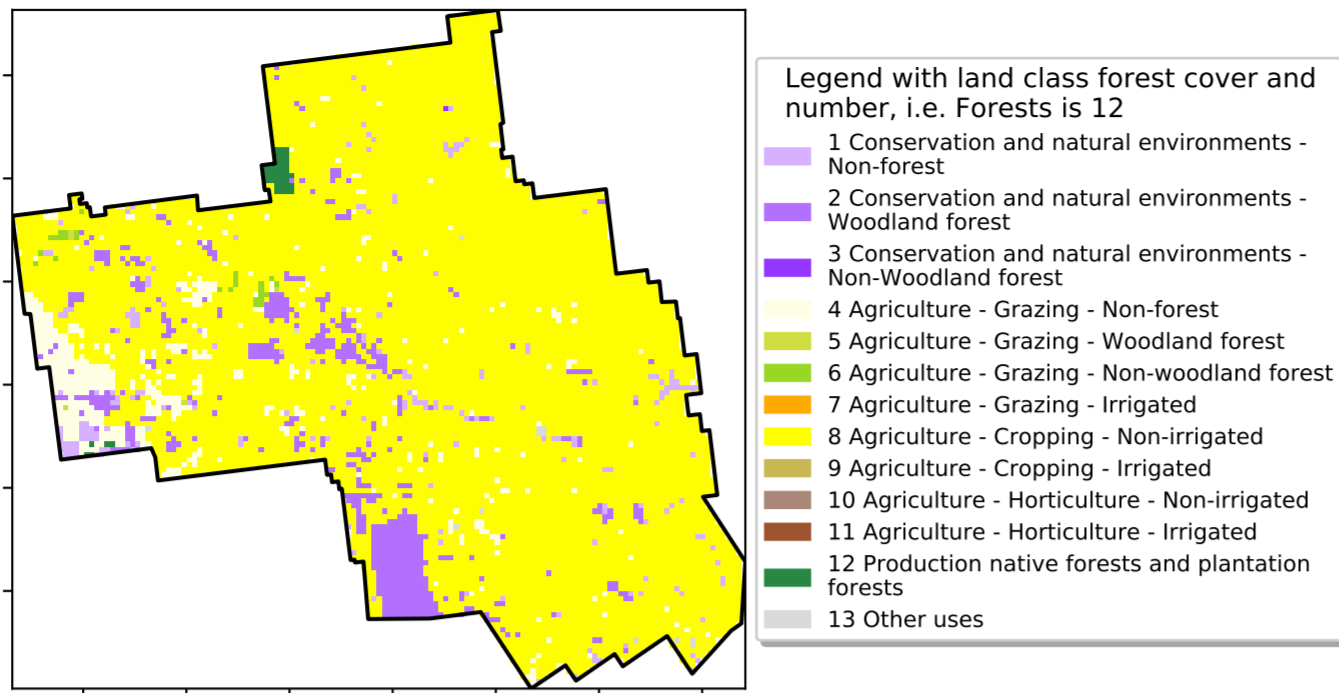 Legend with land class forest cover and
number, i.e. Forests is 12
1 Conservation and natural environments -
Non-forest
2 Conservation and natural environments -
Woodland forest
3 Conservation and natural environments -
Non-Woodland forest
4 Agriculture - Grazing - Non-forest
5 Agriculture - Grazing - Woodland forest
6 Agriculture - Grazing - Non-woodland forest
7 Agriculture - Grazing - Irrigated
8 Agriculture - Cropping - Non-irrigated
9 Agriculture - Cropping - Irrigated
10 Agriculture - Horticulture - Non-irrigated
11 Agriculture - Horticulture - Irrigated
12 Production native forests and plantation
forests
13 Other uses